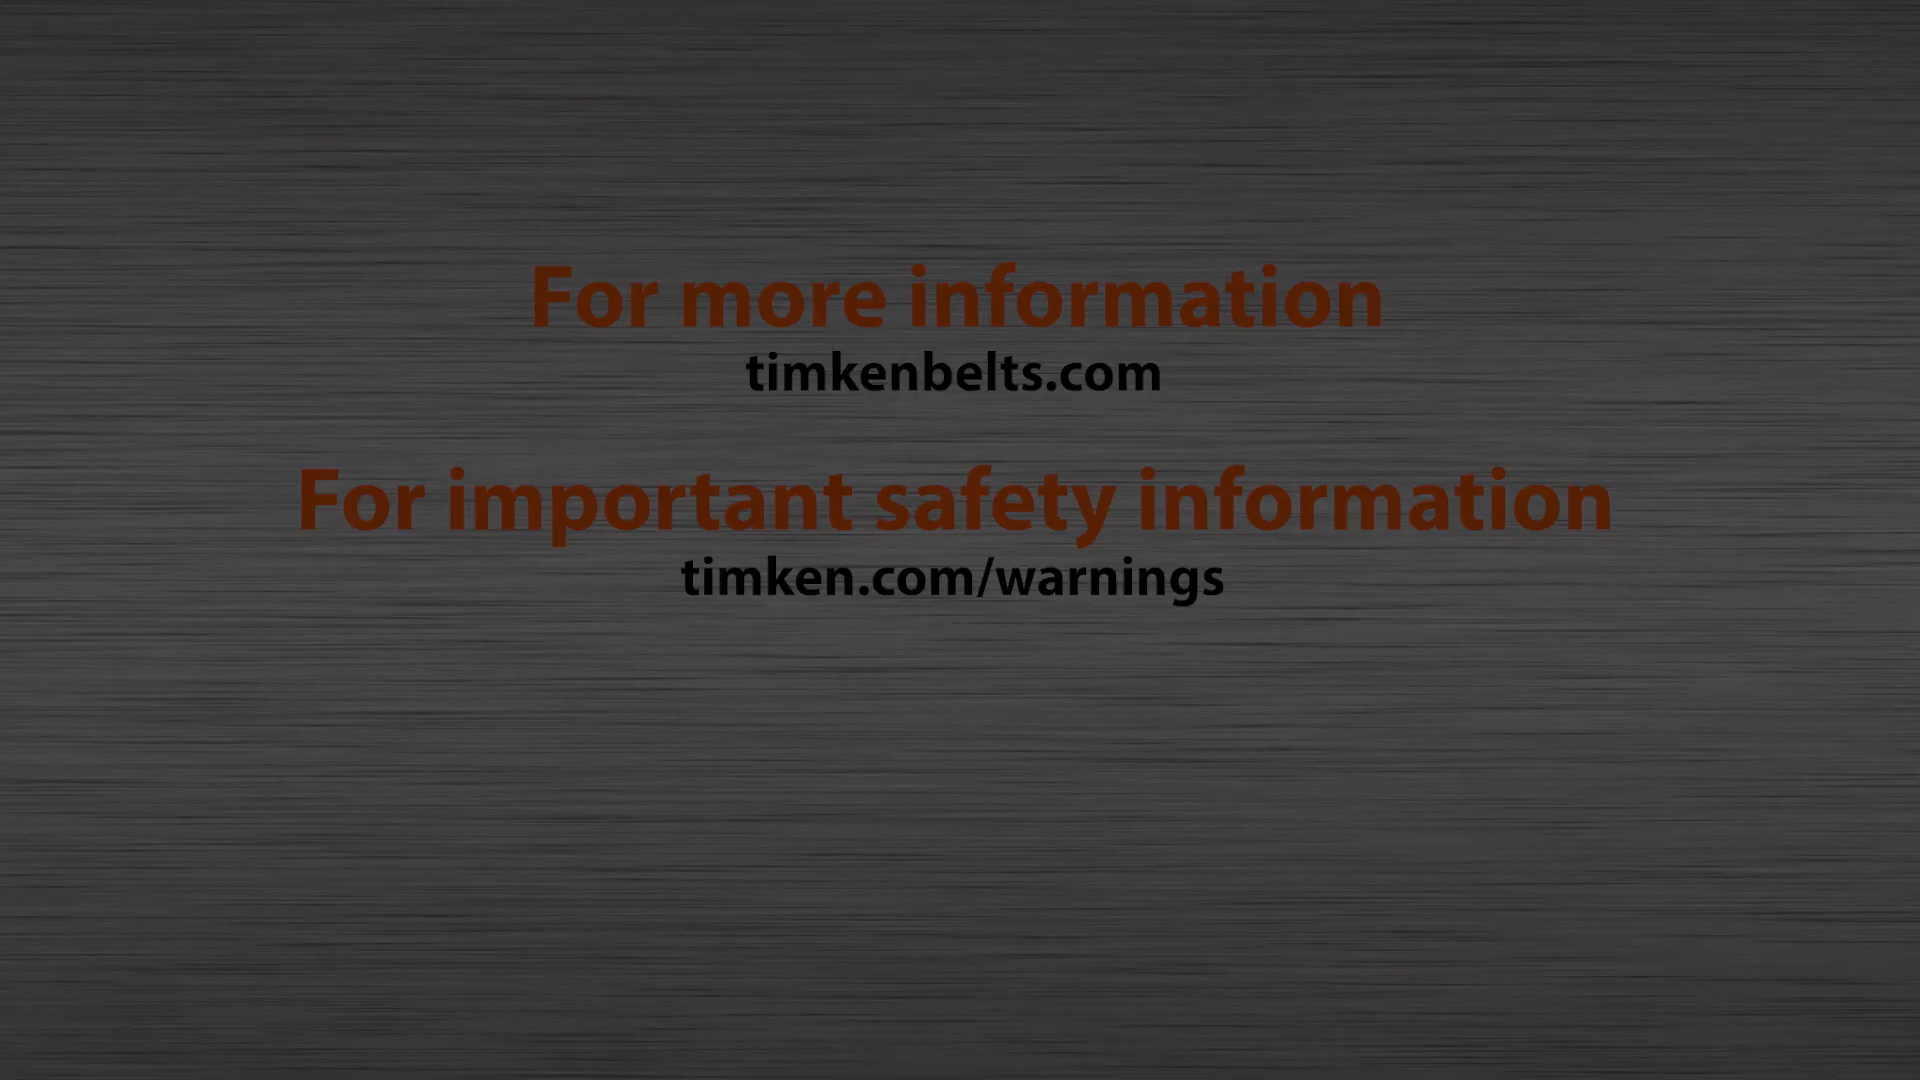 For more information
timkenbelts.com
For important safety information
timken.com/warnings